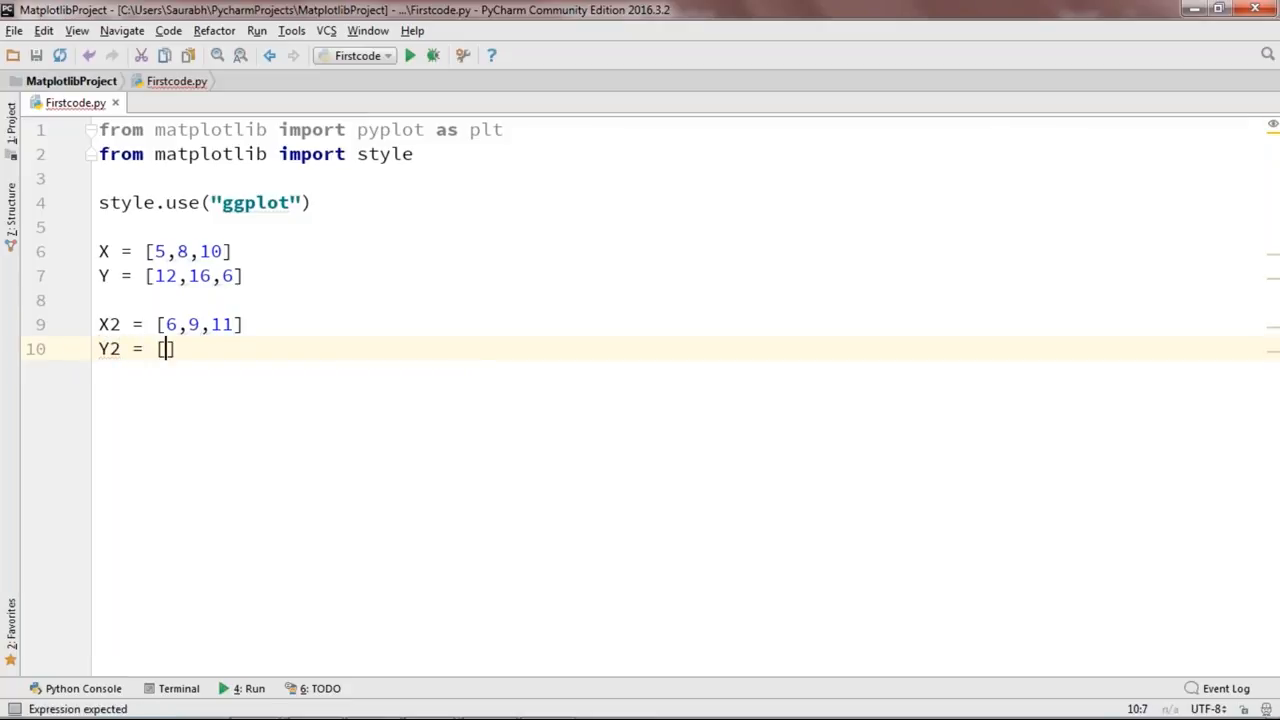 MatplotlibProject - [C:\Users\Saurabh\PycharmProjects\MatplotlibProject] - ...\Firstcode.py - PyCharm Community Edition 2016.3.2
File Edit View Navigate Code Refactor Run Tools VCS Window Help
Firstcode
MatplotlibProject Firstcode.py
Firstcode.py
1: Project
7: Structure
2: Favorites
1 from matplotlib import pyplot as plt
2 from matplotlib import style
3
4 style.use("ggplot")
5
6 X = [5,8,10]
7 Y = [12,16,6]
8
9 X2 = [6,9,11]
10 Y2 = []
Python Console Terminal 4: Run 6: TODO Event Log
Expression expected 10:7 n/a UTF-8